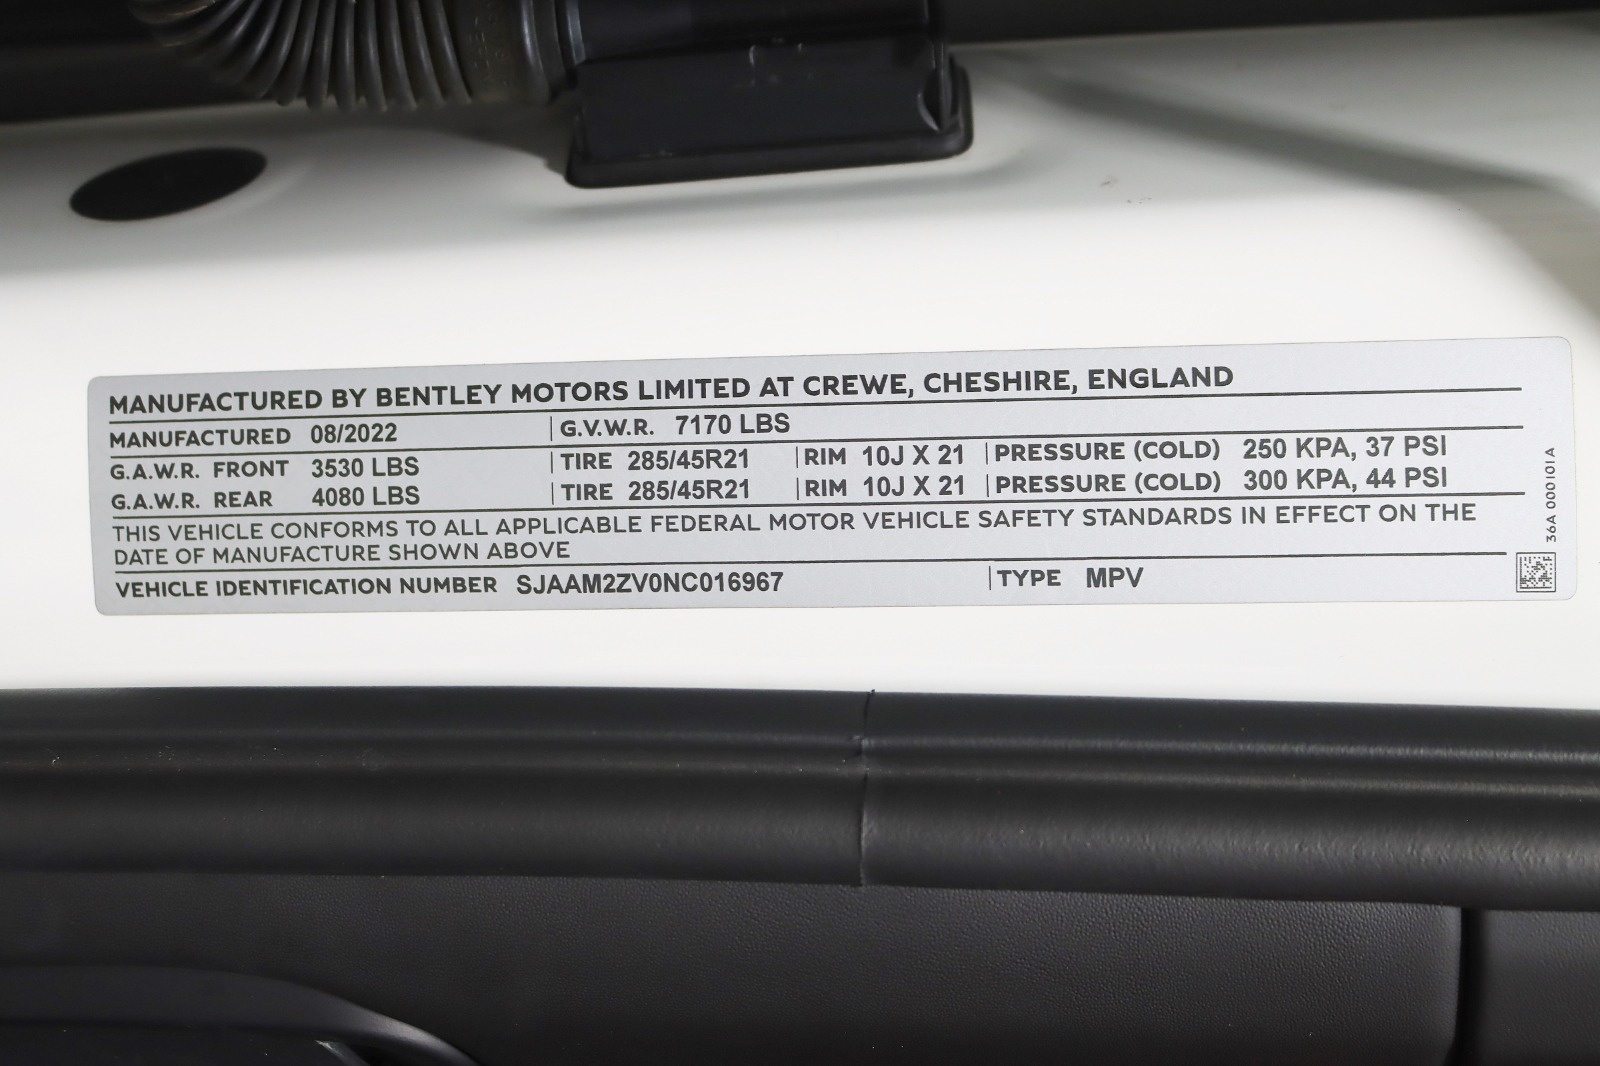 MANUFACTURED BY BENTLEY MOTORS LIMITED AT CREWE, CHESHIRE, ENGLAND
MANUFACTURED 08/2022 G.V.W.R. 7170 LBS
G.A.W.R. FRONT 3530 LBS TIRE 285/45R21 RIM 10J X 21 PRESSURE (COLD) 250 KPA, 37 PSI
G.A.W.R. REAR 4080 LBS TIRE 285/45R21 RIM 10J X 21 PRESSURE (COLD) 300 KPA, 44 PSI
THIS VEHICLE CONFORMS TO ALL APPLICABLE FEDERAL MOTOR VEHICLE SAFETY STANDARDS IN EFFECT ON THE
DATE OF MANUFACTURE SHOWN ABOVE
VEHICLE IDENTIFICATION NUMBER SJAAM2ZV0NC016967 TYPE MPV
36A 000101A